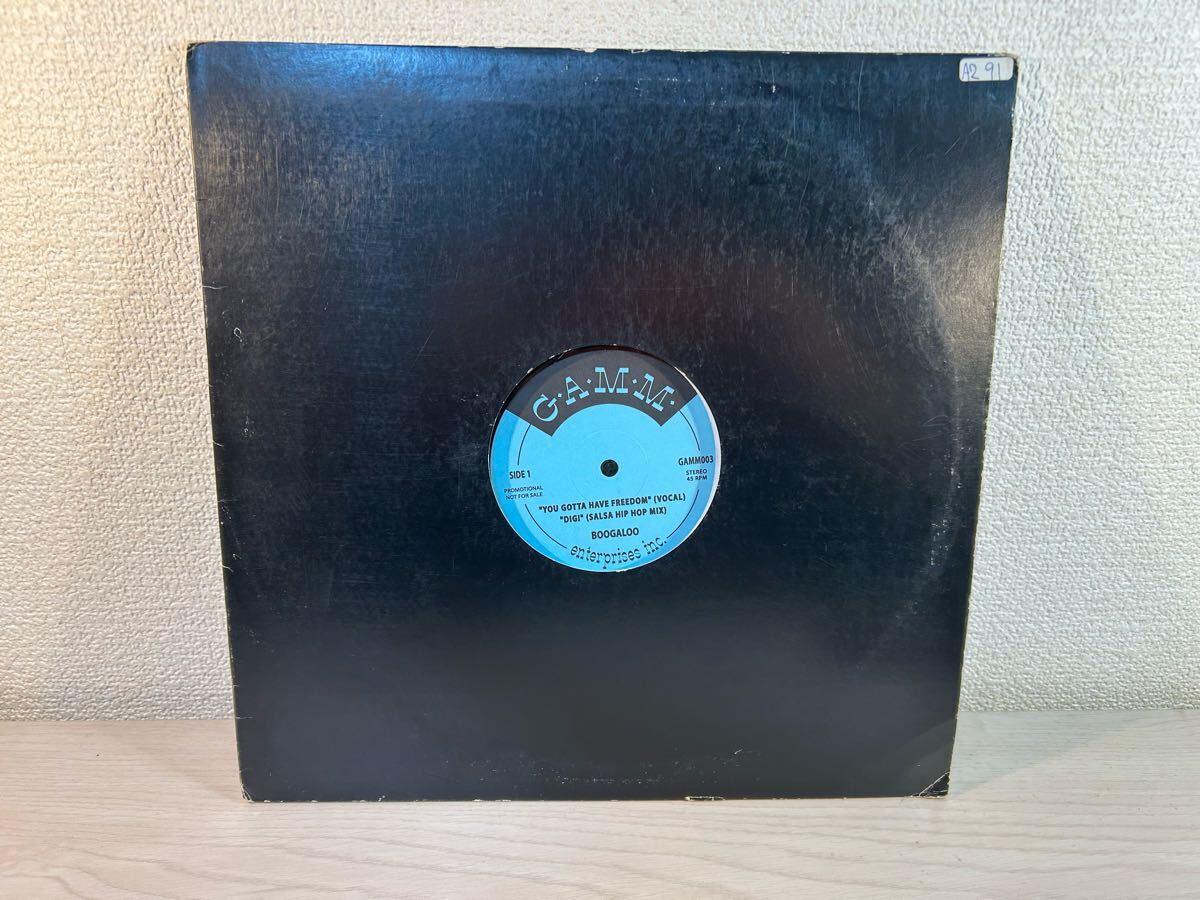 A2 91
G·A·M·M·
SIDE 1
GAMM003
PROMOTIONAL
NOT FOR SALE
STEREO
45 RPM
"YOU GOTTA HAVE FREEDOM" (VOCAL)
"DIGI" (SALSA HIP HOP MIX)
BOOGALOO
enterprises inc.